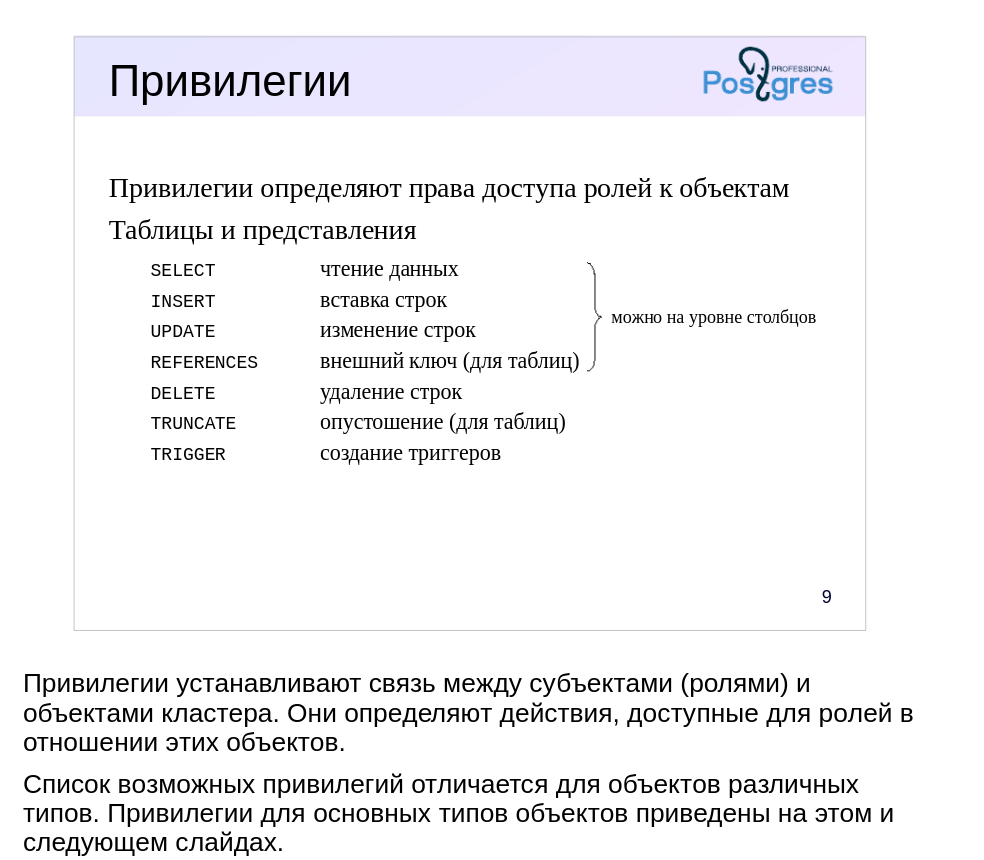 Привилегии
PROFESSIONAL
Postgres
Привилегии определяют права доступа ролей к объектам
Таблицы и представления
SELECT чтение данных
INSERT вставка строк
UPDATE изменение строк
REFERENCES внешний ключ (для таблиц)
можно на уровне столбцов
DELETE удаление строк
TRUNCATE опустошение (для таблиц)
TRIGGER создание триггеров
9
Привилегии устанавливают связь между субъектами (ролями) и
объектами кластера. Они определяют действия, доступные для ролей в
отношении этих объектов.
Список возможных привилегий отличается для объектов различных
типов. Привилегии для основных типов объектов приведены на этом и
следующем слайдах.